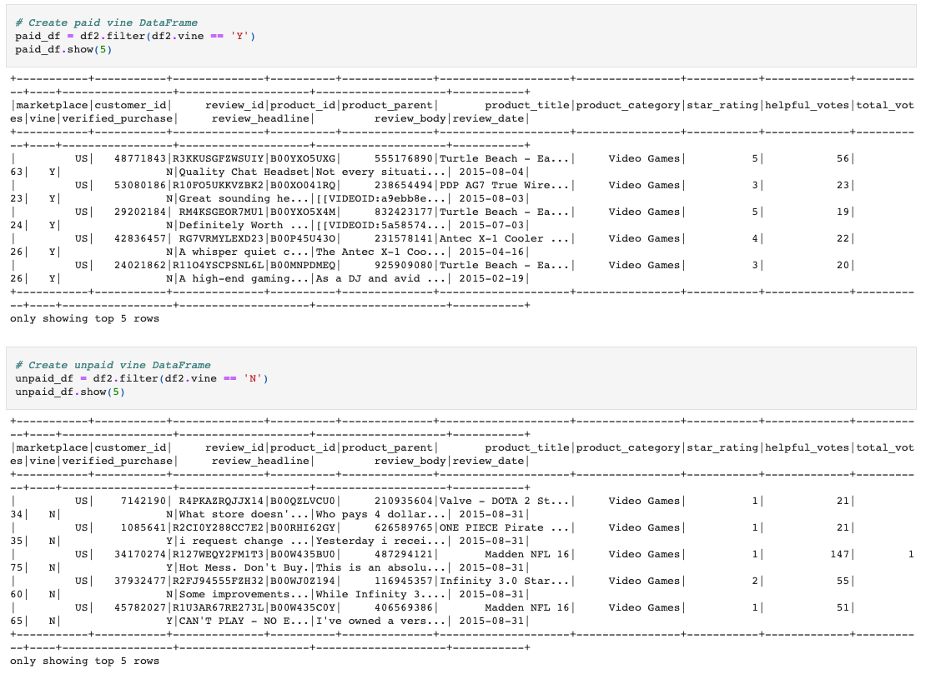 # Create paid vine DataFrame
paid_df = df2.filter(df2.vine == 'Y')
paid_df.show(5)
+-----------+-----------+--------------+----------+--------------+--------------------+----------------+-----------+-------------+---------
--+----+-----------------+--------------------+--------------------+-----------+
|marketplace|customer_id|     review_id|product_id|product_parent|       product_title|product_category|star_rating|helpful_votes|total_vot
es|vine|verified_purchase|     review_headline|         review_body|review_date|
+-----------+-----------+--------------+----------+--------------+--------------------+----------------+-----------+-------------+---------
--+----+-----------------+--------------------+--------------------+-----------+
|         US|   48771843|R3KKUSGFZWSUIY|B00YXO5UXG|     555176890|Turtle Beach - Ea...|     Video Games|          5|           56|
63|   Y|                N|Quality Chat Headset|Not every situati...| 2015-08-04|
|         US|   53080186|R10FO5UKKVZBK2|B00XO041RQ|     238654494|PDP AG7 True Wire...|     Video Games|          3|           23|
23|   Y|                N|Great sounding he...|[[VIDEOID:a9ebb8e...| 2015-08-03|
|         US|   29202184| RM4KSGEOR7MU1|B00YXO5X4M|     832423177|Turtle Beach - Ea...|     Video Games|          5|           19|
24|   Y|                N|Definitely Worth ...|[[VIDEOID:5a58574...| 2015-07-03|
|         US|   42836457| RG7VRMYLEXD23|B00P45U43O|     231578141|Antec X-1 Cooler ...|     Video Games|          4|           22|
26|   Y|                N|A whisper quiet c...|The Antec X-1 Coo...| 2015-04-16|
|         US|   24021862|R11O4YSCPSNL6L|B00MNPDMEQ|     925909080|Turtle Beach - Ea...|     Video Games|          3|           20|
26|   Y|                N|A high-end gaming...|As a DJ and avid ...| 2015-02-19|
+-----------+-----------+--------------+----------+--------------+--------------------+----------------+-----------+-------------+---------
--+----+-----------------+--------------------+--------------------+-----------+
only showing top 5 rows
# Create unpaid vine DataFrame
unpaid_df = df2.filter(df2.vine == 'N')
unpaid_df.show(5)
+-----------+-----------+--------------+----------+--------------+--------------------+----------------+-----------+-------------+---------
--+----+-----------------+--------------------+--------------------+-----------+
|marketplace|customer_id|     review_id|product_id|product_parent|       product_title|product_category|star_rating|helpful_votes|total_vot
es|vine|verified_purchase|     review_headline|         review_body|review_date|
+-----------+-----------+--------------+----------+--------------+--------------------+----------------+-----------+-------------+---------
--+----+-----------------+--------------------+--------------------+-----------+
|         US|    7142190| R4PKAZRQJJX14|B00QZLVCU0|     210935604|Valve - DOTA 2 St...|     Video Games|          1|           21|
34|   N|                N|What store doesn'...|Who pays 4 dollar...| 2015-08-31|
|         US|    1085641|R2CI0Y288CC7E2|B00RHI62GY|     626589765|ONE PIECE Pirate ...|     Video Games|          1|           21|
35|   N|                Y|i request change ...|Yesterday i recei...| 2015-08-31|
|         US|   34170274|R127WEQY2FM1T3|B00W435BU0|     487294121|       Madden NFL 16|     Video Games|          1|          147|        1
75|   N|                Y|Hot Mess. Don't Buy.|This is an absolu...| 2015-08-31|
|         US|   37932477|R2FJ94555FZH32|B00WJ0Z194|     116945357|Infinity 3.0 Star...|     Video Games|          2|           55|
60|   N|                N|Some improvements...|While Infinity 3....| 2015-08-31|
|         US|   45782027|R1U3AR67RE273L|B00W435C0Y|     406569386|       Madden NFL 16|     Video Games|          1|           51|
65|   N|                Y|CAN'T PLAY - NO E...|I've owned a vers...| 2015-08-31|
+-----------+-----------+--------------+----------+--------------+--------------------+----------------+-----------+-------------+---------
--+----+-----------------+--------------------+--------------------+-----------+
only showing top 5 rows